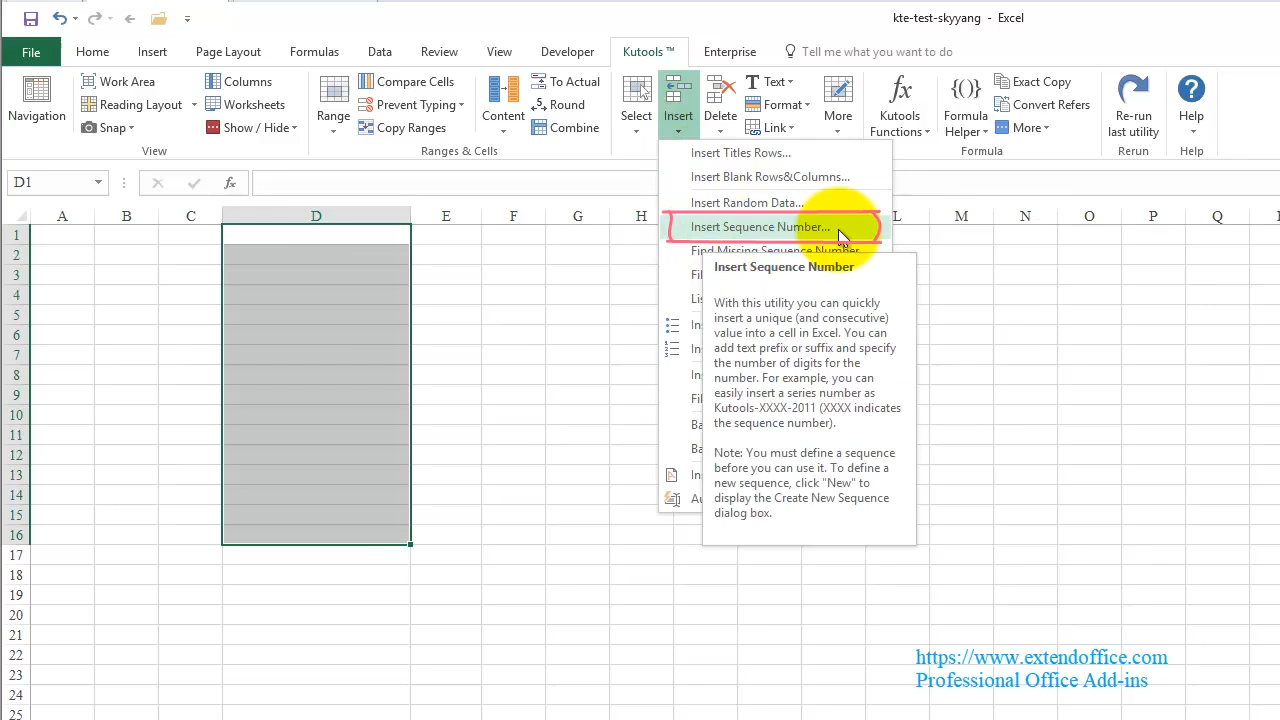 kte-test-skyyang - Excel
File Home Insert Page Layout Formulas Data Review View Developer Kutools ™ Enterprise Tell me what you want to do
Navigation
Work Area
Reading Layout
Snap
Columns
Worksheets
Show / Hide
View
Range
Compare Cells
Prevent Typing
Copy Ranges
Content
To Actual
Round
Combine
Ranges & Cells
Select
Insert
Delete
Text
Format
Link
More
Kutools
Functions
Formula
Helper
Exact Copy
Convert Refers
More
Formula
Re-run
last utility
Rerun
Help
Help
D1
fx
Insert Titles Rows...
Insert Blank Rows&Columns...
Insert Random Data...
Insert Sequence Number...
Find Missing Sequence Number
Insert Sequence Number
With this utility you can quickly
insert a unique (and consecutive)
value into a cell in Excel. You can
add text prefix or suffix and specify
the number of digits for the
number. For example, you can
easily insert a series number as
Kutools-XXXX-2011 (XXXX indicates
the sequence number).
Note: You must define a sequence
before you can use it. To define a
new sequence, click "New" to
display the Create New Sequence
dialog box.
A B C D E F G H L M N O P Q
1
2
3
4
5
6
7
8
9
10
11
12
13
14
15
16
17
18
19
20
21
22
23
24
25
https://www.extendoffice.com
Professional Office Add-ins